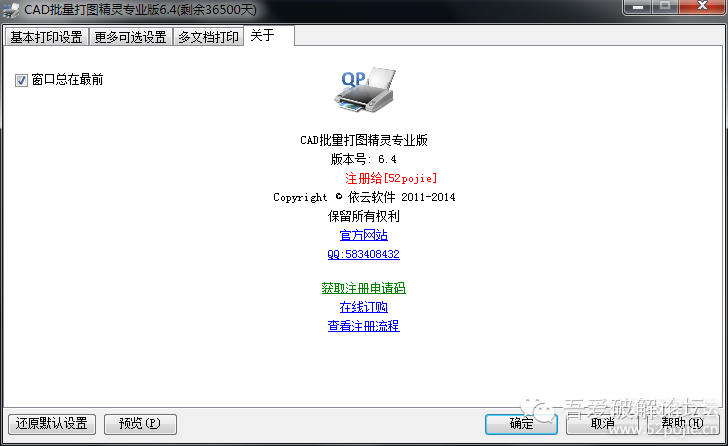 CAD批量打图精灵专业版6.4(剩余36500天)
基本打印设置 更多可选设置 多文档打印 关于
窗口总在最前
QP
CAD批量打图精灵专业版
版本号: 6.4
注册给[52pojie]
Copyright © 依云软件 2011-2014
保留所有权利
官方网站
QQ:583408432
获取注册申请码
在线订购
查看注册流程
还原默认设置 预览(P) 确定 取消 帮助(H)
吾爱破解论坛
www.52pojie.cn